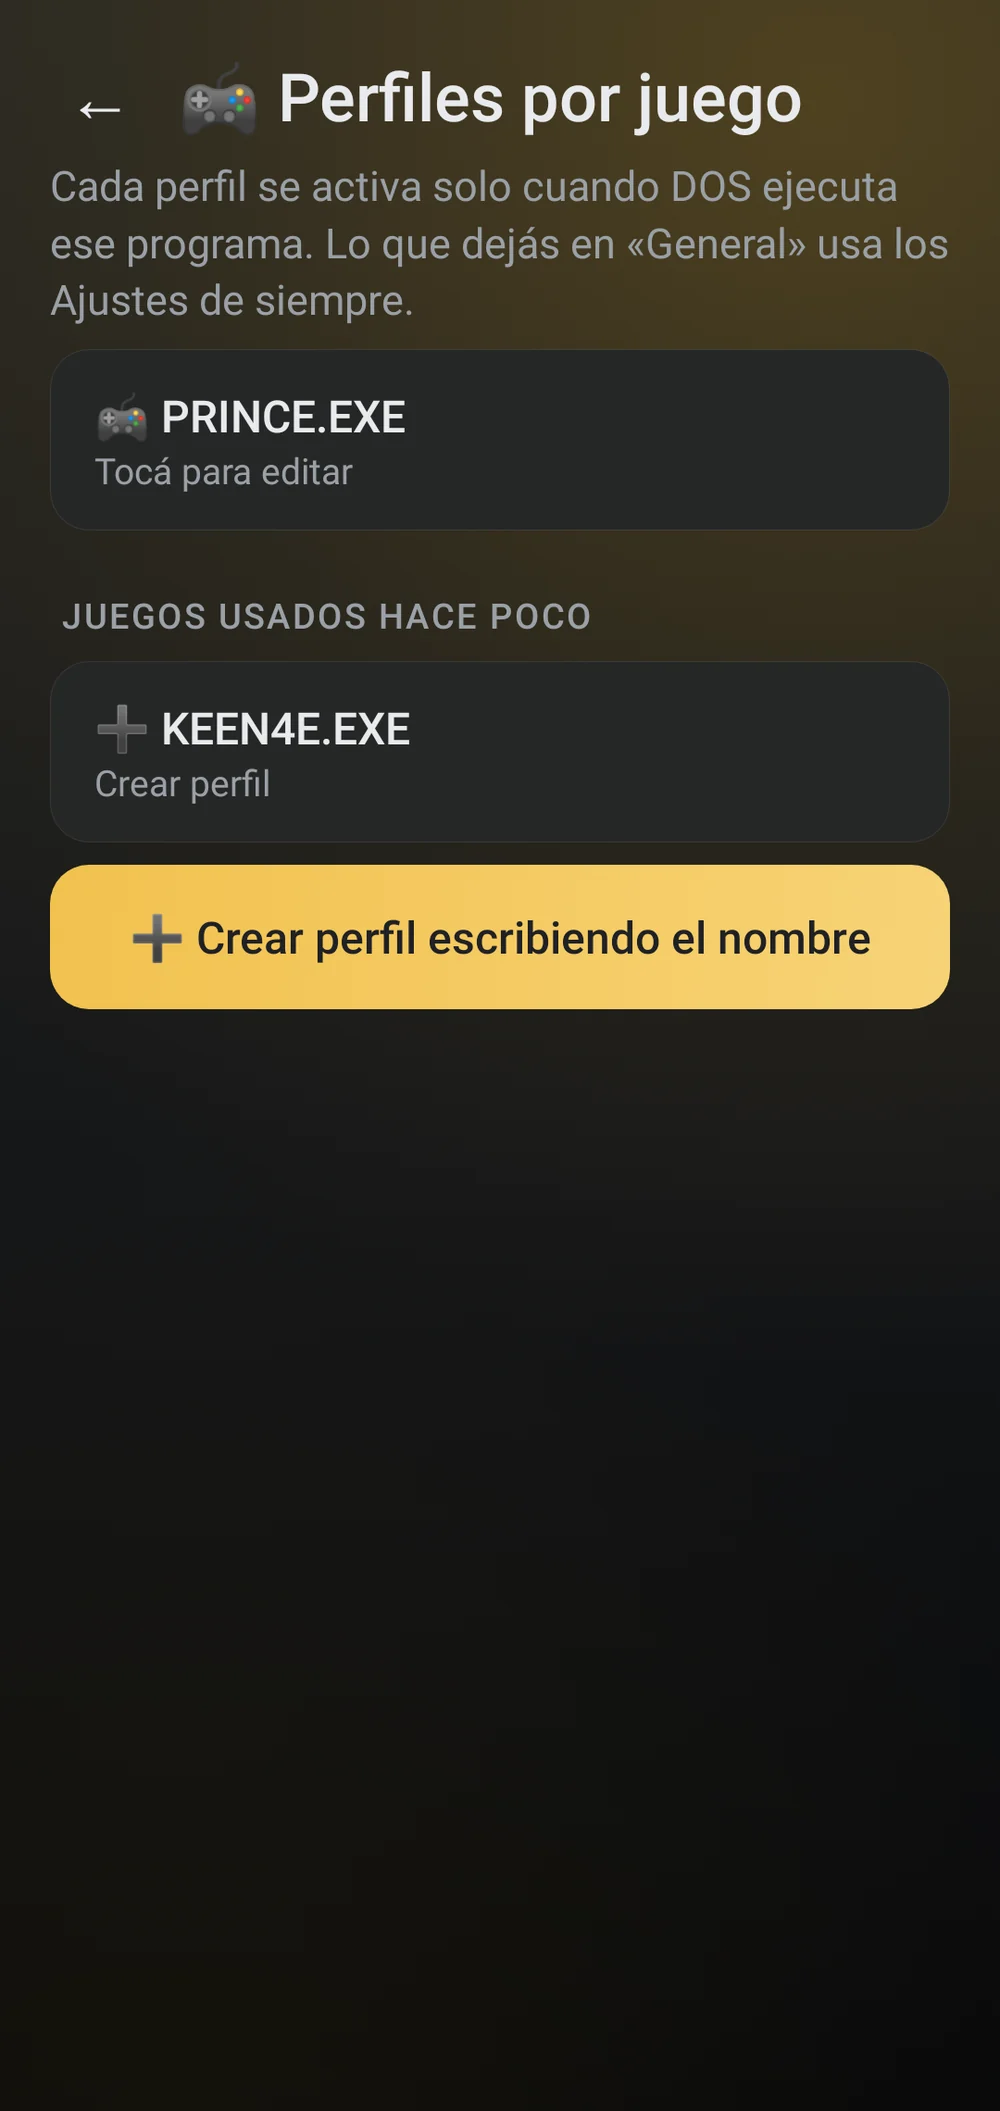 Perfiles por juego
Cada perfil se activa solo cuando DOS ejecuta
ese programa. Lo que dejás en «General» usa los
Ajustes de siempre.
PRINCE.EXE
Tocá para editar
JUEGOS USADOS HACE POCO
KEEN4E.EXE
Crear perfil
Crear perfil escribiendo el nombre